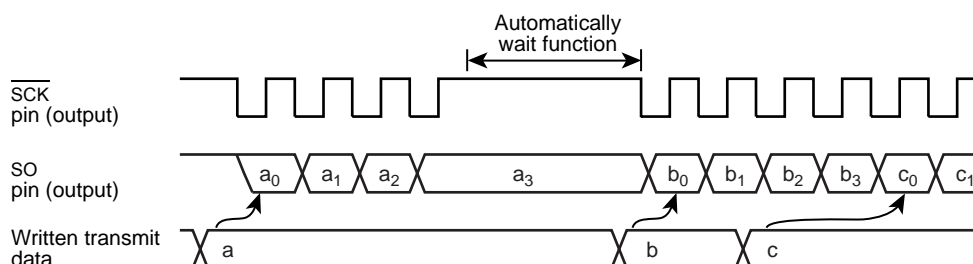 Automatically
wait function
SCK
pin (output)
SO
pin (output)
a0 a1 a2 a3 b0 b1 b2 b3 c0 c1
Written transmit
data
a b c